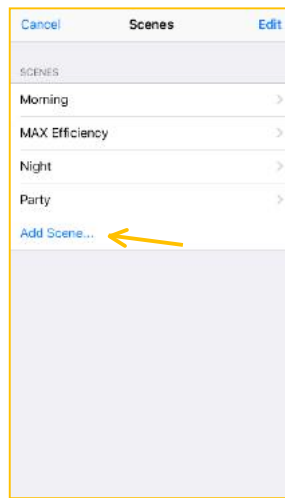 Cancel Scenes Edit
SCENES
Morning
MAX Efficiency
Night
Party
Add Scene...